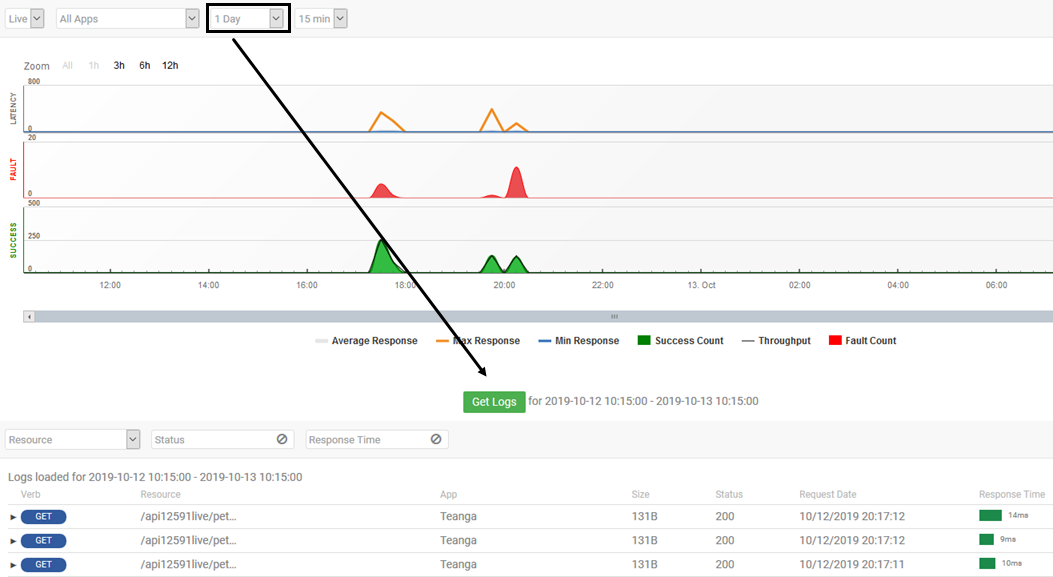 Live All Apps 1 Day 15 min
Zoom All 1h 3h 6h 12h
800
LATENCY
0
20
FAULT
0
500
250
SUCCESS
0
12:00 14:00 16:00 18:00 20:00 22:00 13. Oct 02:00 04:00 06:00
Average Response Max Response Min Response Success Count Throughput Fault Count
Get Logs for 2019-10-12 10:15:00 - 2019-10-13 10:15:00
Resource Status Response Time
Logs loaded for 2019-10-12 10:15:00 - 2019-10-13 10:15:00
Verb Resource App Size Status Request Date Response Time
GET /api12591live/pet... Teanga 131B 200 10/12/2019 20:17:12 14ms
GET /api12591live/pet... Teanga 131B 200 10/12/2019 20:17:12 9ms
GET /api12591live/pet... Teanga 131B 200 10/12/2019 20:17:11 10ms